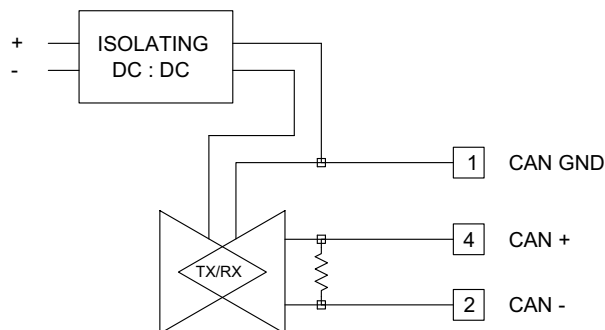 +
-
ISOLATING
DC : DC
1 CAN GND
4 CAN +
TX/RX
2 CAN -